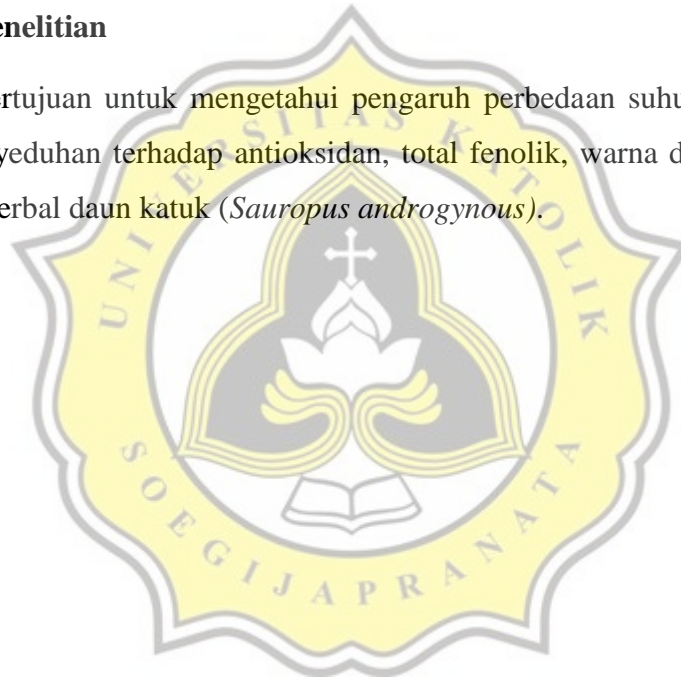 enelitian
ertujuan untuk mengetahui pengaruh perbedaan suhu
yeduhan terhadap antioksidan, total fenolik, warna d
erbal daun katuk (Sauropus androgynous).
UNIVERSITAS KATOLIK
SOEGIJAPRANATA